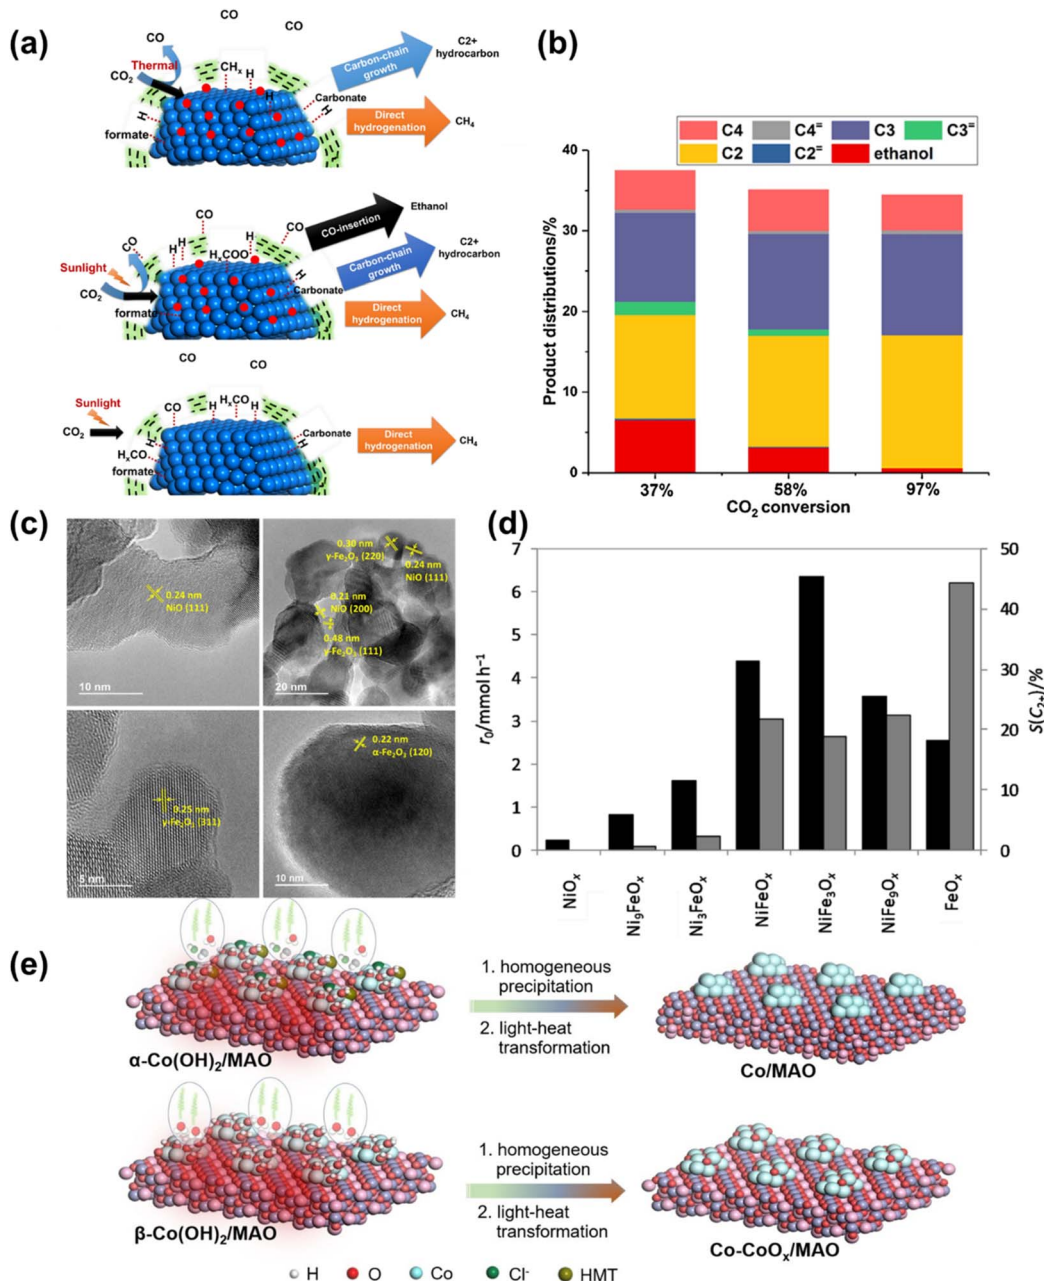 (a)
CO
CO
CO
Thermal
CO₂
CHₓ
H
H
H
Carbonate
H
formate
Carbon-chain
growth
C2+
hydrocarbon
Direct
hydrogenation
CH₄
CO
CO
CO
H
H
HₓCOO
H
H
Carbonate
Sunlight
CO₂
formate
CO-insertion
Ethanol
Carbon-chain
growth
C2+
hydrocarbon
Direct
hydrogenation
CH₄
CO
CO
Sunlight
CO₂
CO
H
HₓCO
H
H
HₓCO
formate
Carbonate
H
Direct
hydrogenation
CH₄
(b)
C4
C4⁼
C3
C3⁼
C2
C2⁼
ethanol
Product distributions/%
40
30
20
10
0
37%
58%
97%
CO₂ conversion
(c)
0.24 nm
NiO (111)
10 nm
0.30 nm
γ-Fe₂O₃ (220)
0.24 nm
NiO (111)
0.21 nm
NiO (200)
0.48 nm
γ-Fe₂O₃ (111)
20 nm
0.25 nm
γ-Fe₂O₃ (311)
5 nm
0.22 nm
α-Fe₂O₃ (120)
10 nm
(d)
r₀/mmol h⁻¹
7
6
5
4
3
2
1
0
50
40
30
20
10
0
S(C₂₊)/%
NiOₓ
Ni₉FeOₓ
Ni₃FeOₓ
NiFeOₓ
NiFe₃Oₓ
NiFe₉Oₓ
FeOₓ
(e)
α-Co(OH)₂/MAO
1. homogeneous
precipitation
2. light-heat
transformation
Co/MAO
β-Co(OH)₂/MAO
1. homogeneous
precipitation
2. light-heat
transformation
Co-CoOₓ/MAO
H
O
Co
Cl⁻
HMT